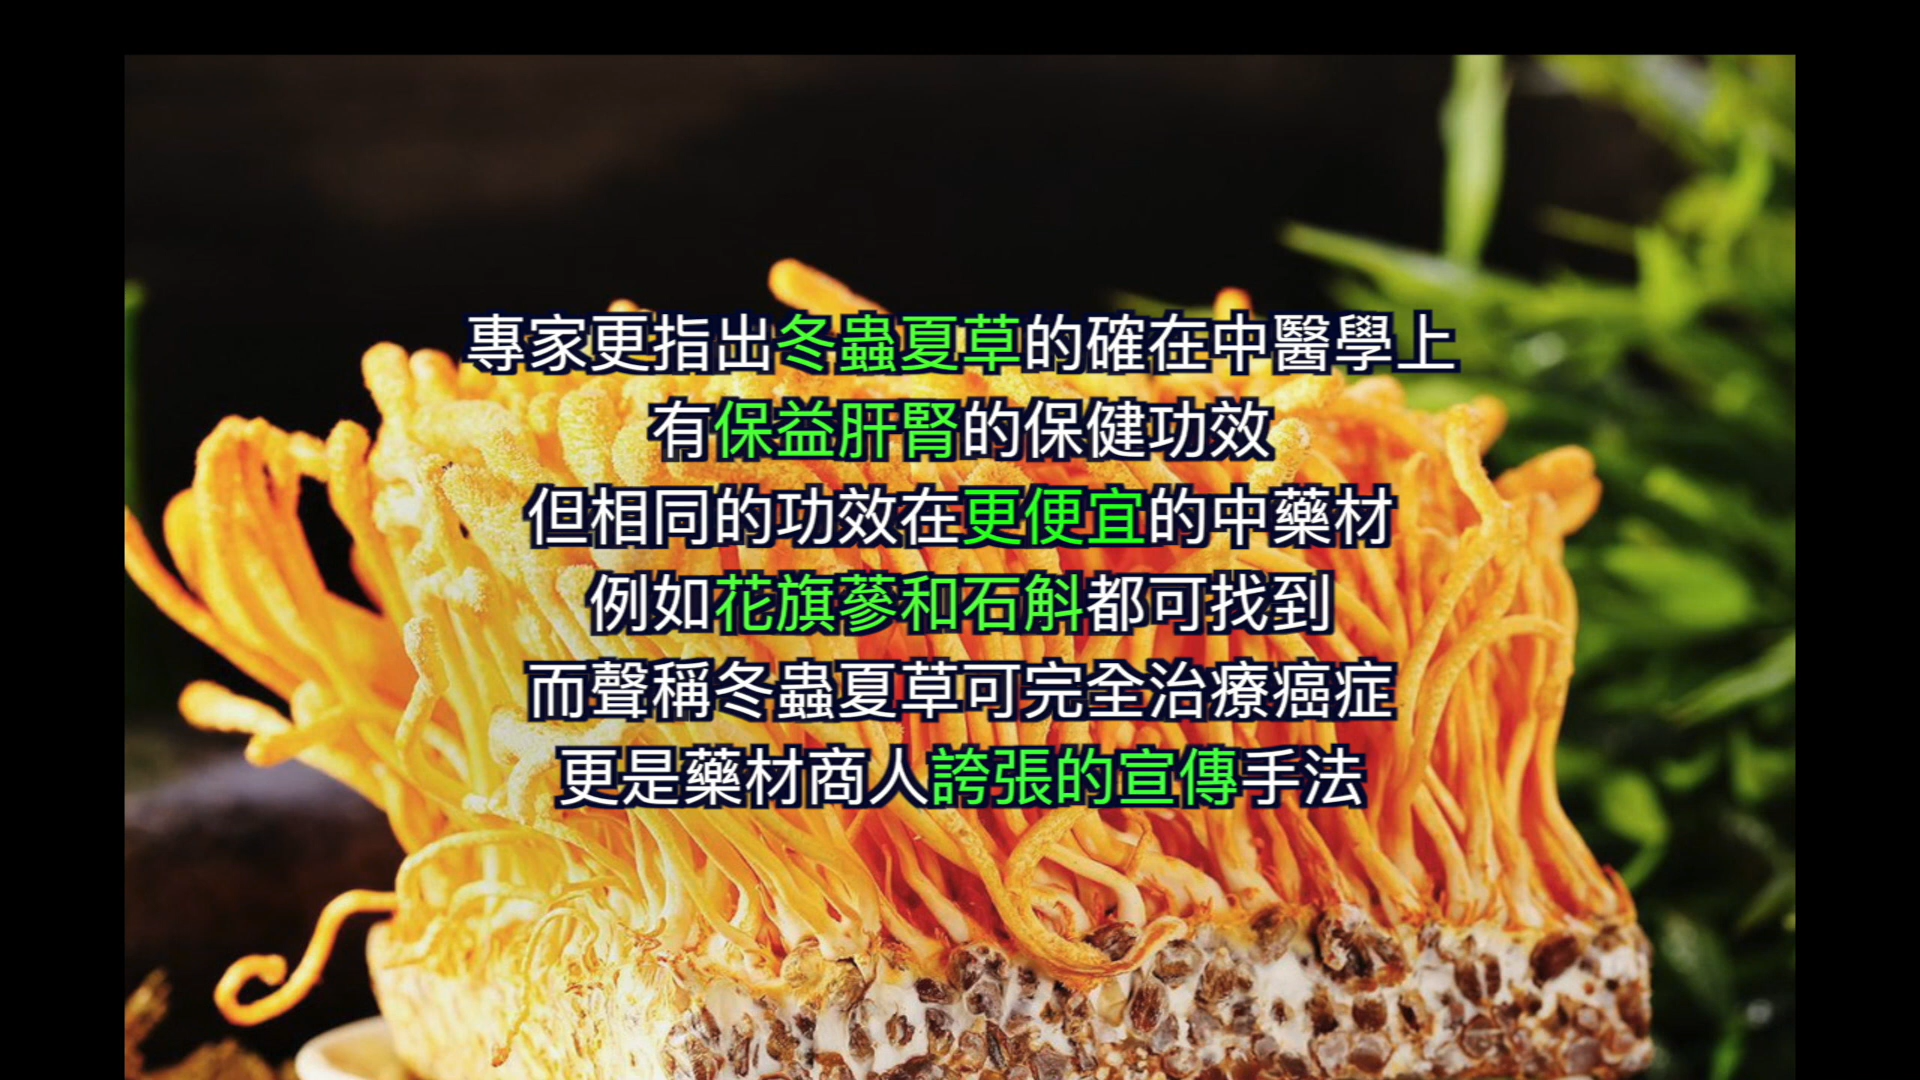 專家更指出冬蟲夏草的確在中醫學上
有保益肝腎的保健功效
但相同的功效在更便宜的中藥材
例如花旗蔘和石斛都可找到
而聲稱冬蟲夏草可完全治療癌症
更是藥材商人誇張的宣傳手法